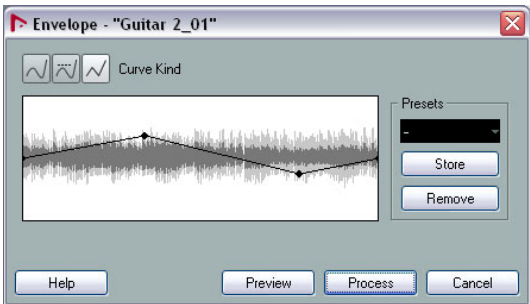 Envelope - "Guitar 2_01"
Curve Kind
Presets
-
Store
Remove
Help Preview Process Cancel